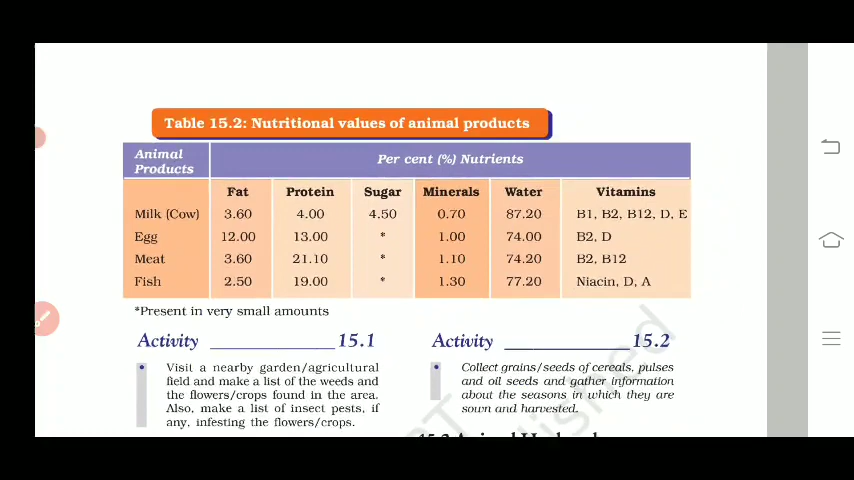 Table 15.2: Nutritional values of animal products
Animal Products Per cent (%) Nutrients
Fat Protein Sugar Minerals Water Vitamins
Milk (Cow) 3.60 4.00 4.50 0.70 87.20 B1, B2, B12, D, E
Egg 12.00 13.00 * 1.00 74.00 B2, D
Meat 3.60 21.10 * 1.10 74.20 B2, B12
Fish 2.50 19.00 * 1.30 77.20 Niacin, D, A
*Present in very small amounts
Activity ______________ 15.1
• Visit a nearby garden/agricultural
field and make a list of the weeds and
the flowers/crops found in the area.
Also, make a list of insect pests, if
any, infesting the flowers/crops.
Activity ______________ 15.2
• Collect grains/seeds of cereals, pulses
and oil seeds and gather information
about the seasons in which they are
sown and harvested.